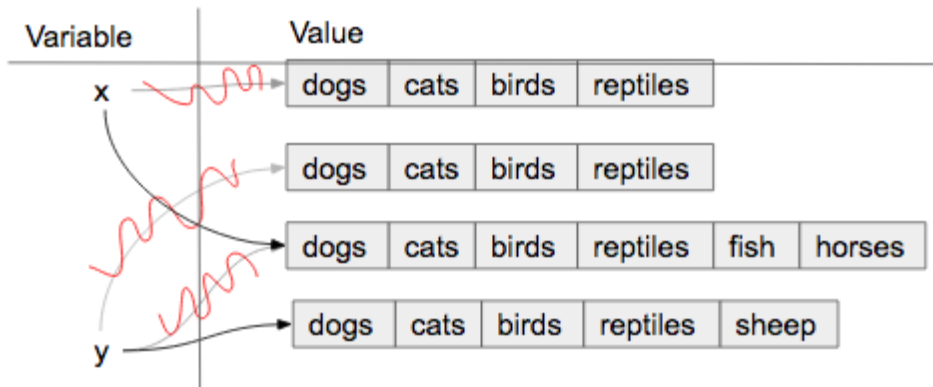 Variable Value
x dogs cats birds reptiles
dogs cats birds reptiles
dogs cats birds reptiles fish horses
y dogs cats birds reptiles sheep